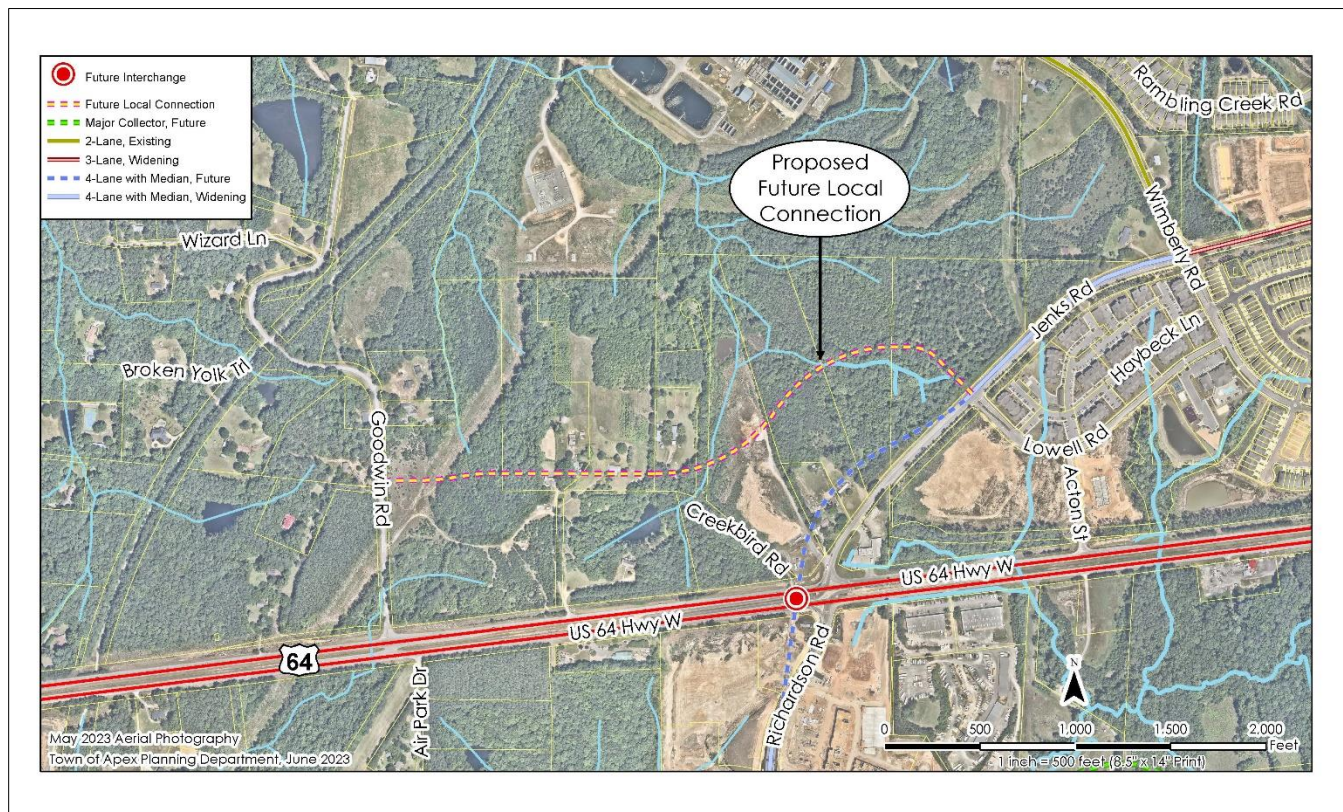 Future Interchange
Future Local Connection
Major Collector, Future
2-Lane, Existing
3-Lane, Widening
4-Lane with Median, Future
4-Lane with Median, Widening
Rambling Creek Rd
Proposed
Future Local
Connection
Wimberly Rd
Wizard Ln
Jenks Rd
Haybeck Ln
Broken Yolk Trl
Goodwin Rd
Lowell Rd
Acton St
Creekbird Rd
US 64 Hwy W
US 64 Hwy W
64
Richardson Rd
Air Park Dr
N
May 2023 Aerial Photography
Town of Apex Planning Department, June 2023
0 500 1,000 1,500 2,000
Feet
1 inch = 500 feet (8.5" x 14" Print)